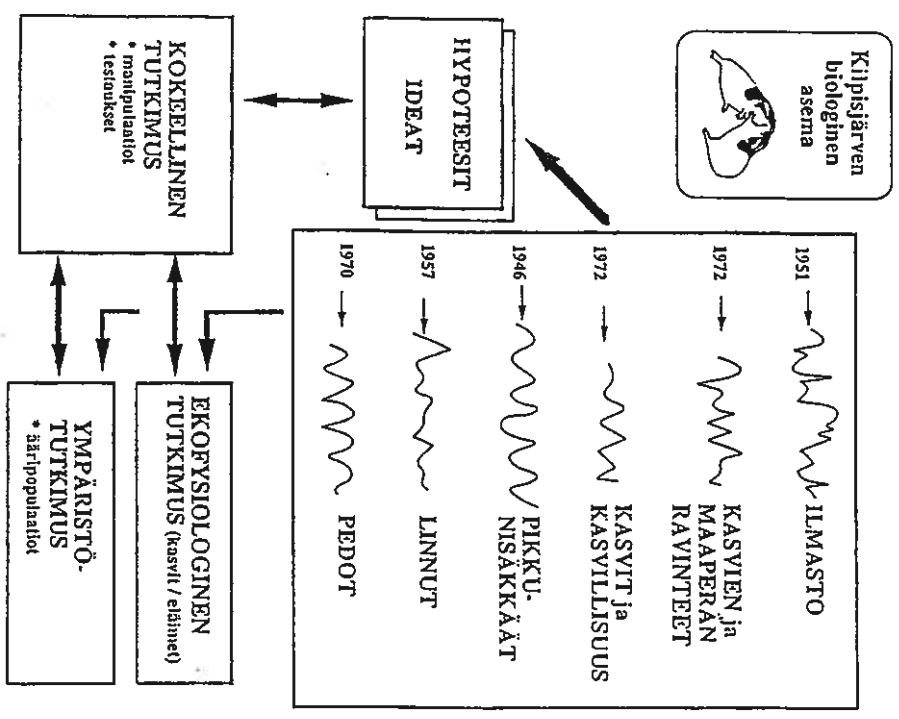 Kilpisjärven
biologinen
asema
1951
ILMASTO
1972
KASVIEN ja
MAAPERÄN
RAVINTEET
1972
KASVIT ja
KASVILLISUUS
1946
PIKKU-
NISÄKKÄÄT
1957
LINNUT
1970
PEDOT
HYPOTEESIT
IDEAT
KOKEELLINEN
TUTKIMUS
* manipulaatiot
* testaukset
EKOFYSIOLOGINEN
TUTKIMUS (kasvit / eläimet)
YMPÄRISTÖ-
TUTKIMUS
* ääripopulaatiot